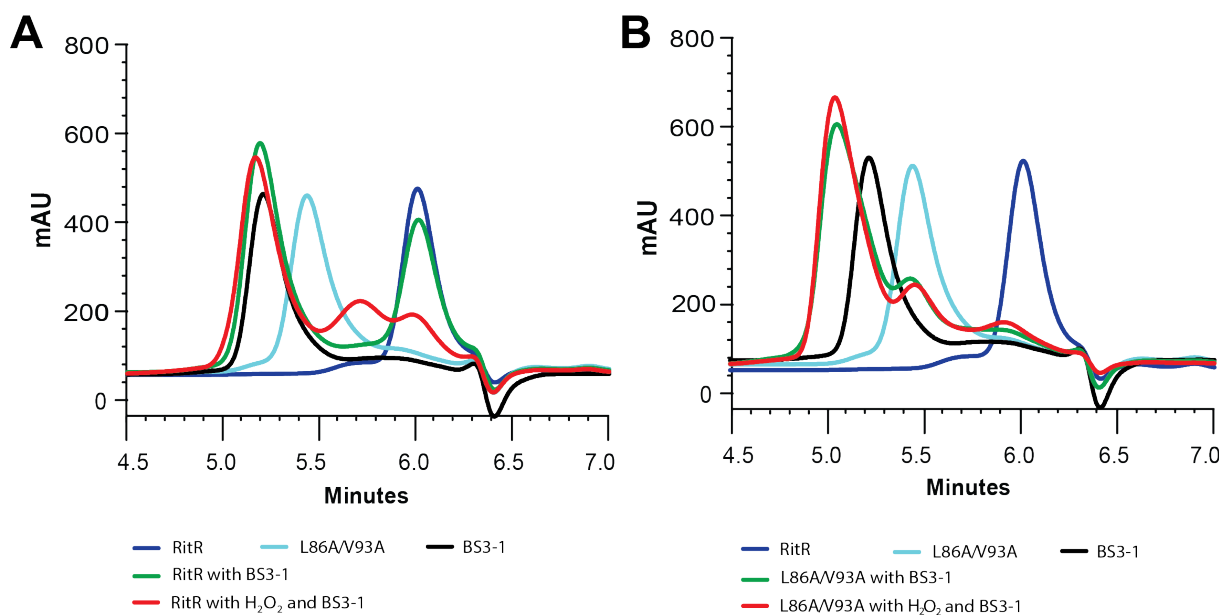 A
800
600
400
200
0
mAU
4.5 5.0 5.5 6.0 6.5 7.0
Minutes
RitR L86A/V93A BS3-1
RitR with BS3-1
RitR with H₂O₂ and BS3-1
B
800
600
400
200
0
mAU
4.5 5.0 5.5 6.0 6.5 7.0
Minutes
RitR L86A/V93A BS3-1
L86A/V93A with BS3-1
L86A/V93A with H₂O₂ and BS3-1